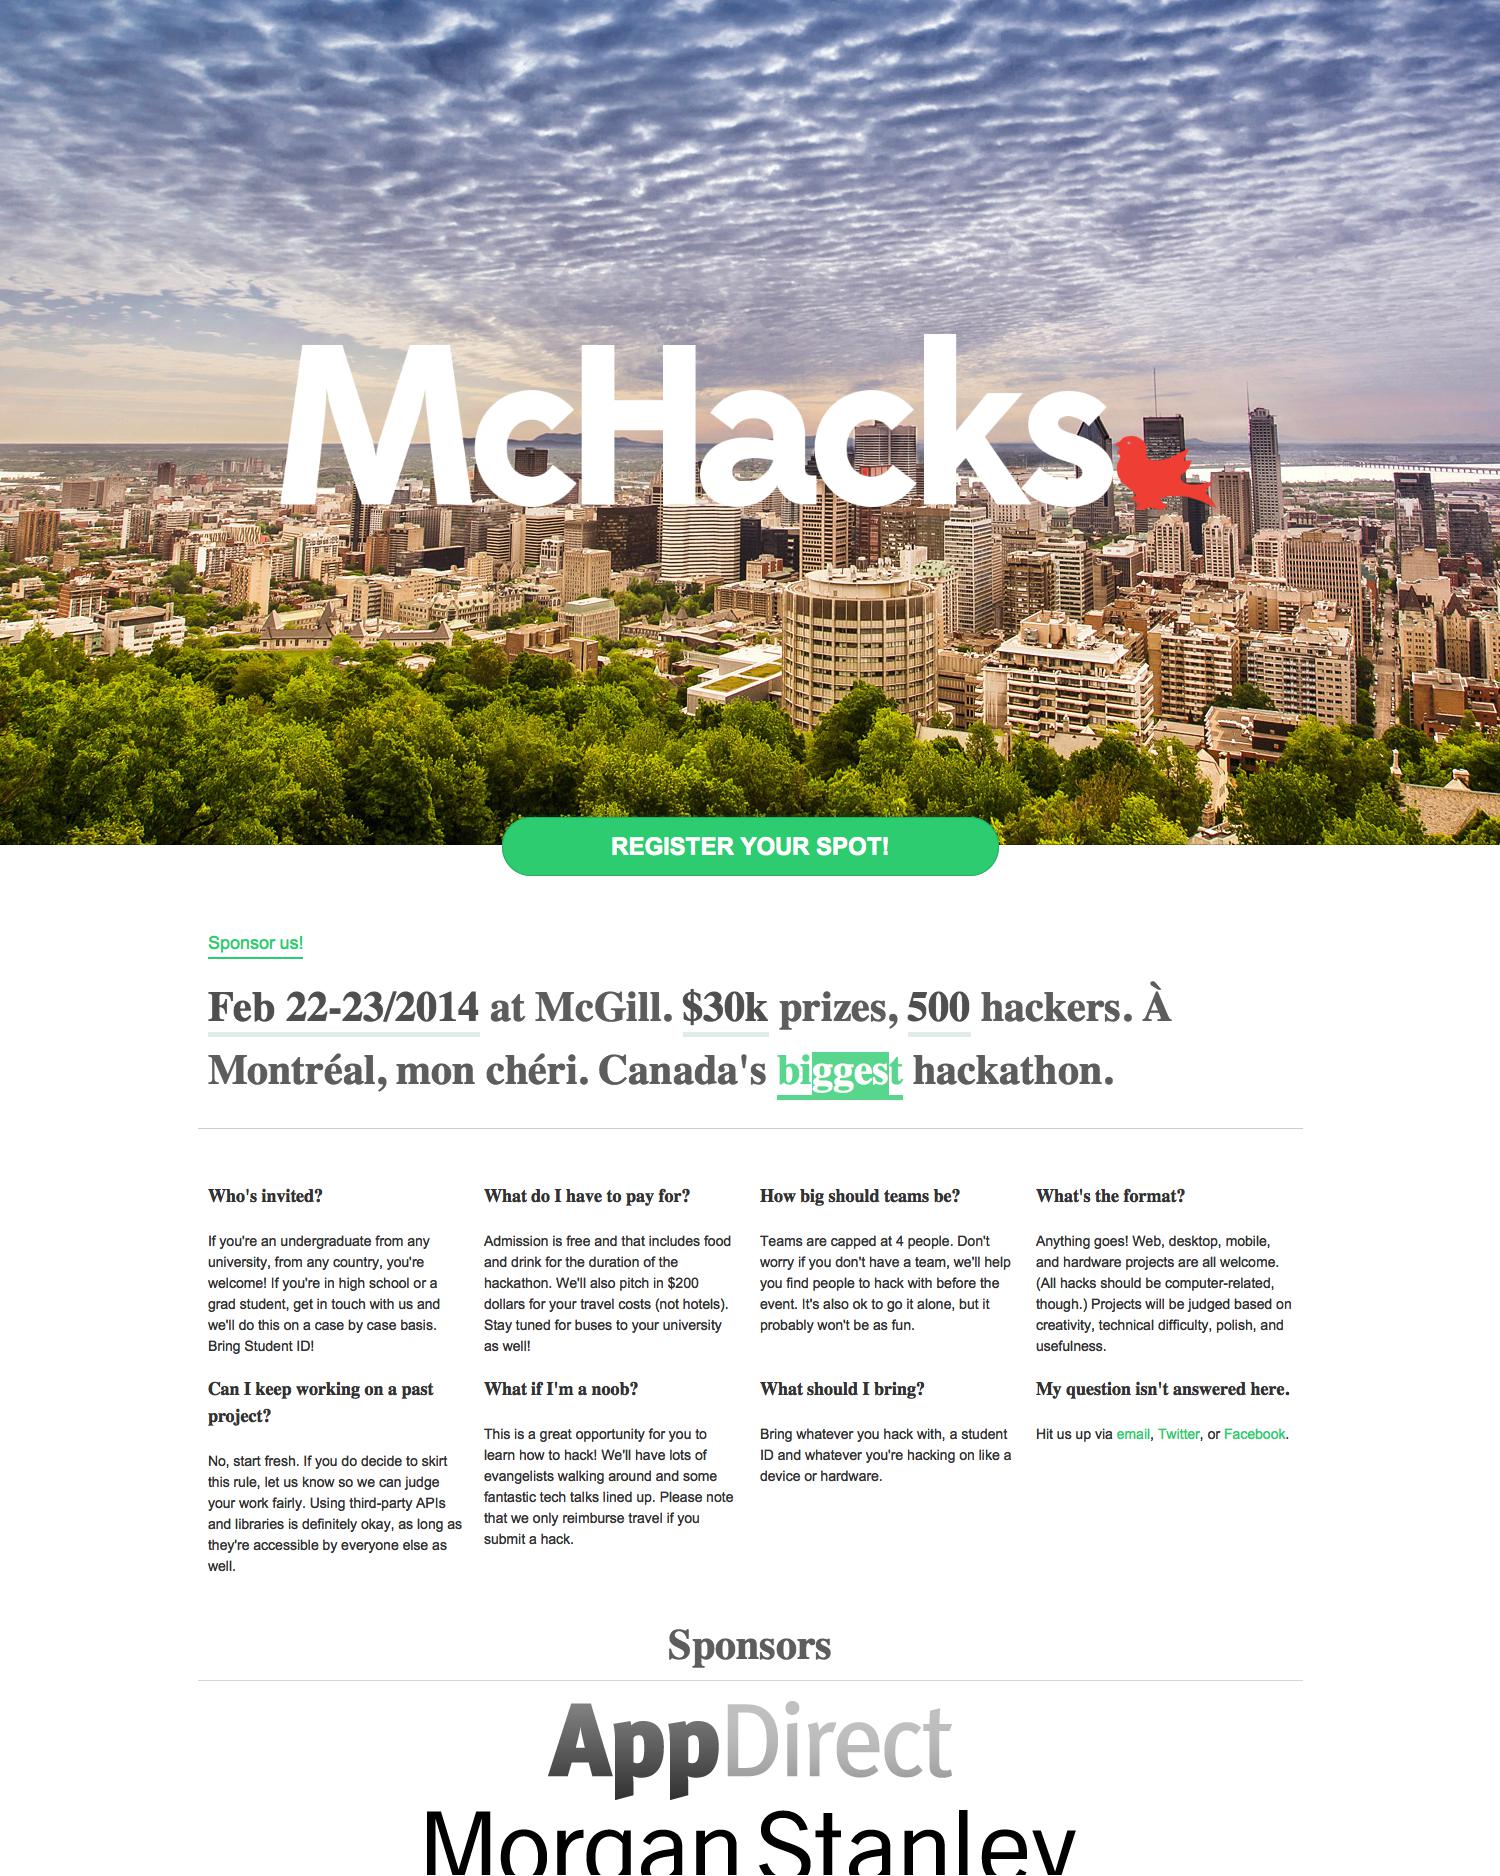 McHacks
REGISTER YOUR SPOT!
Sponsor us!
Feb 22-23/2014 at McGill. $30k prizes, 500 hackers. À
Montréal, mon chéri. Canada's biggest hackathon.
Who's invited?
If you're an undergraduate from any
university, from any country, you're
welcome! If you're in high school or a
grad student, get in touch with us and
we'll do this on a case by case basis.
Bring Student ID!
What do I have to pay for?
Admission is free and that includes food
and drink for the duration of the
hackathon. We'll also pitch in $200
dollars for your travel costs (not hotels).
Stay tuned for buses to your university
as well!
How big should teams be?
Teams are capped at 4 people. Don't
worry if you don't have a team, we'll help
you find people to hack with before the
event. It's also ok to go it alone, but it
probably won't be as fun.
What's the format?
Anything goes! Web, desktop, mobile,
and hardware projects are all welcome.
(All hacks should be computer-related,
though.) Projects will be judged based on
creativity, technical difficulty, polish, and
usefulness.
Can I keep working on a past
project?
No, start fresh. If you do decide to skirt
this rule, let us know so we can judge
your work fairly. Using third-party APIs
and libraries is definitely okay, as long as
they're accessible by everyone else as
well.
What if I'm a noob?
This is a great opportunity for you to
learn how to hack! We'll have lots of
evangelists walking around and some
fantastic tech talks lined up. Please note
that we only reimburse travel if you
submit a hack.
What should I bring?
Bring whatever you hack with, a student
ID and whatever you're hacking on like a
device or hardware.
My question isn't answered here.
Hit us up via email, Twitter, or Facebook.
Sponsors
AppDirect
Morgan Stanley